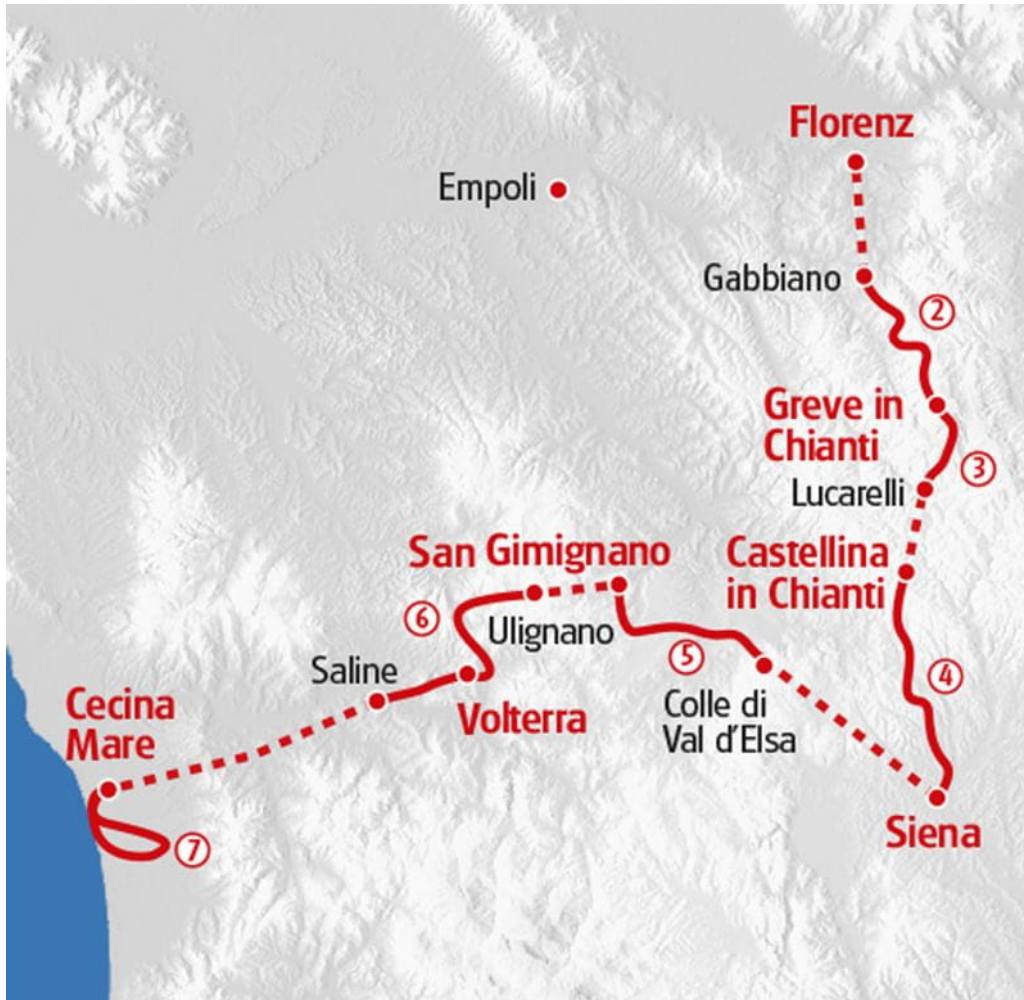 Florenz
Empoli
Gabbiano
2
Greve in
Chianti
3
Lucarelli
San Gimignano
Castellina
in Chianti
6
Ulignano
5
Saline
4
Cecina
Mare
Volterra
Colle di
Val d'Elsa
Siena
7